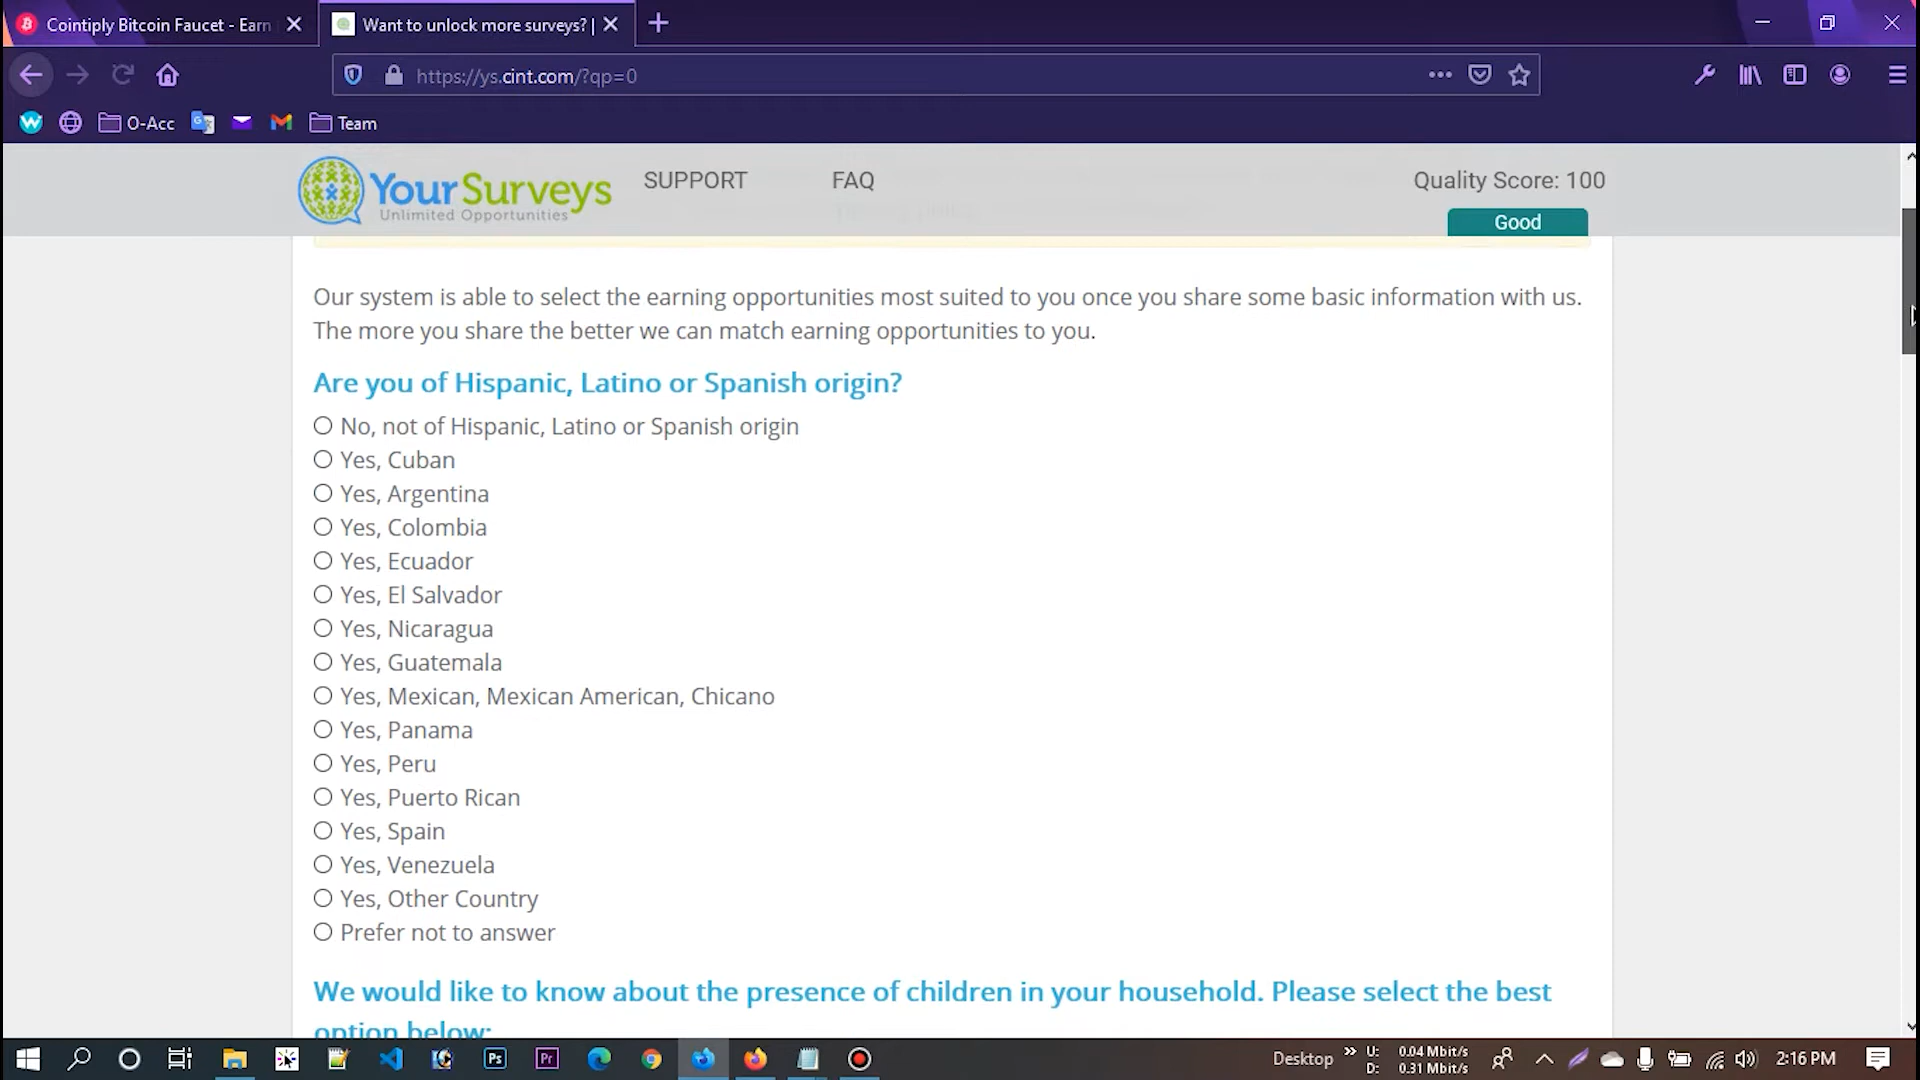 Cointiply Bitcoin Faucet - Earn
Want to unlock more surveys? |
https://ys.cint.com/?qp=0
O-Acc
Team
YourSurveys
Unlimited Opportunities
SUPPORT
FAQ
Quality Score: 100
Good
Our system is able to select the earning opportunities most suited to you once you share some basic information with us.
The more you share the better we can match earning opportunities to you.
Are you of Hispanic, Latino or Spanish origin?
No, not of Hispanic, Latino or Spanish origin
Yes, Cuban
Yes, Argentina
Yes, Colombia
Yes, Ecuador
Yes, El Salvador
Yes, Nicaragua
Yes, Guatemala
Yes, Mexican, Mexican American, Chicano
Yes, Panama
Yes, Peru
Yes, Puerto Rican
Yes, Spain
Yes, Venezuela
Yes, Other Country
Prefer not to answer
We would like to know about the presence of children in your household. Please select the best
option below:
Ps
Pr
Desktop
U: 0.04 Mbit/s
D: 0.31 Mbit/s
2:16 PM